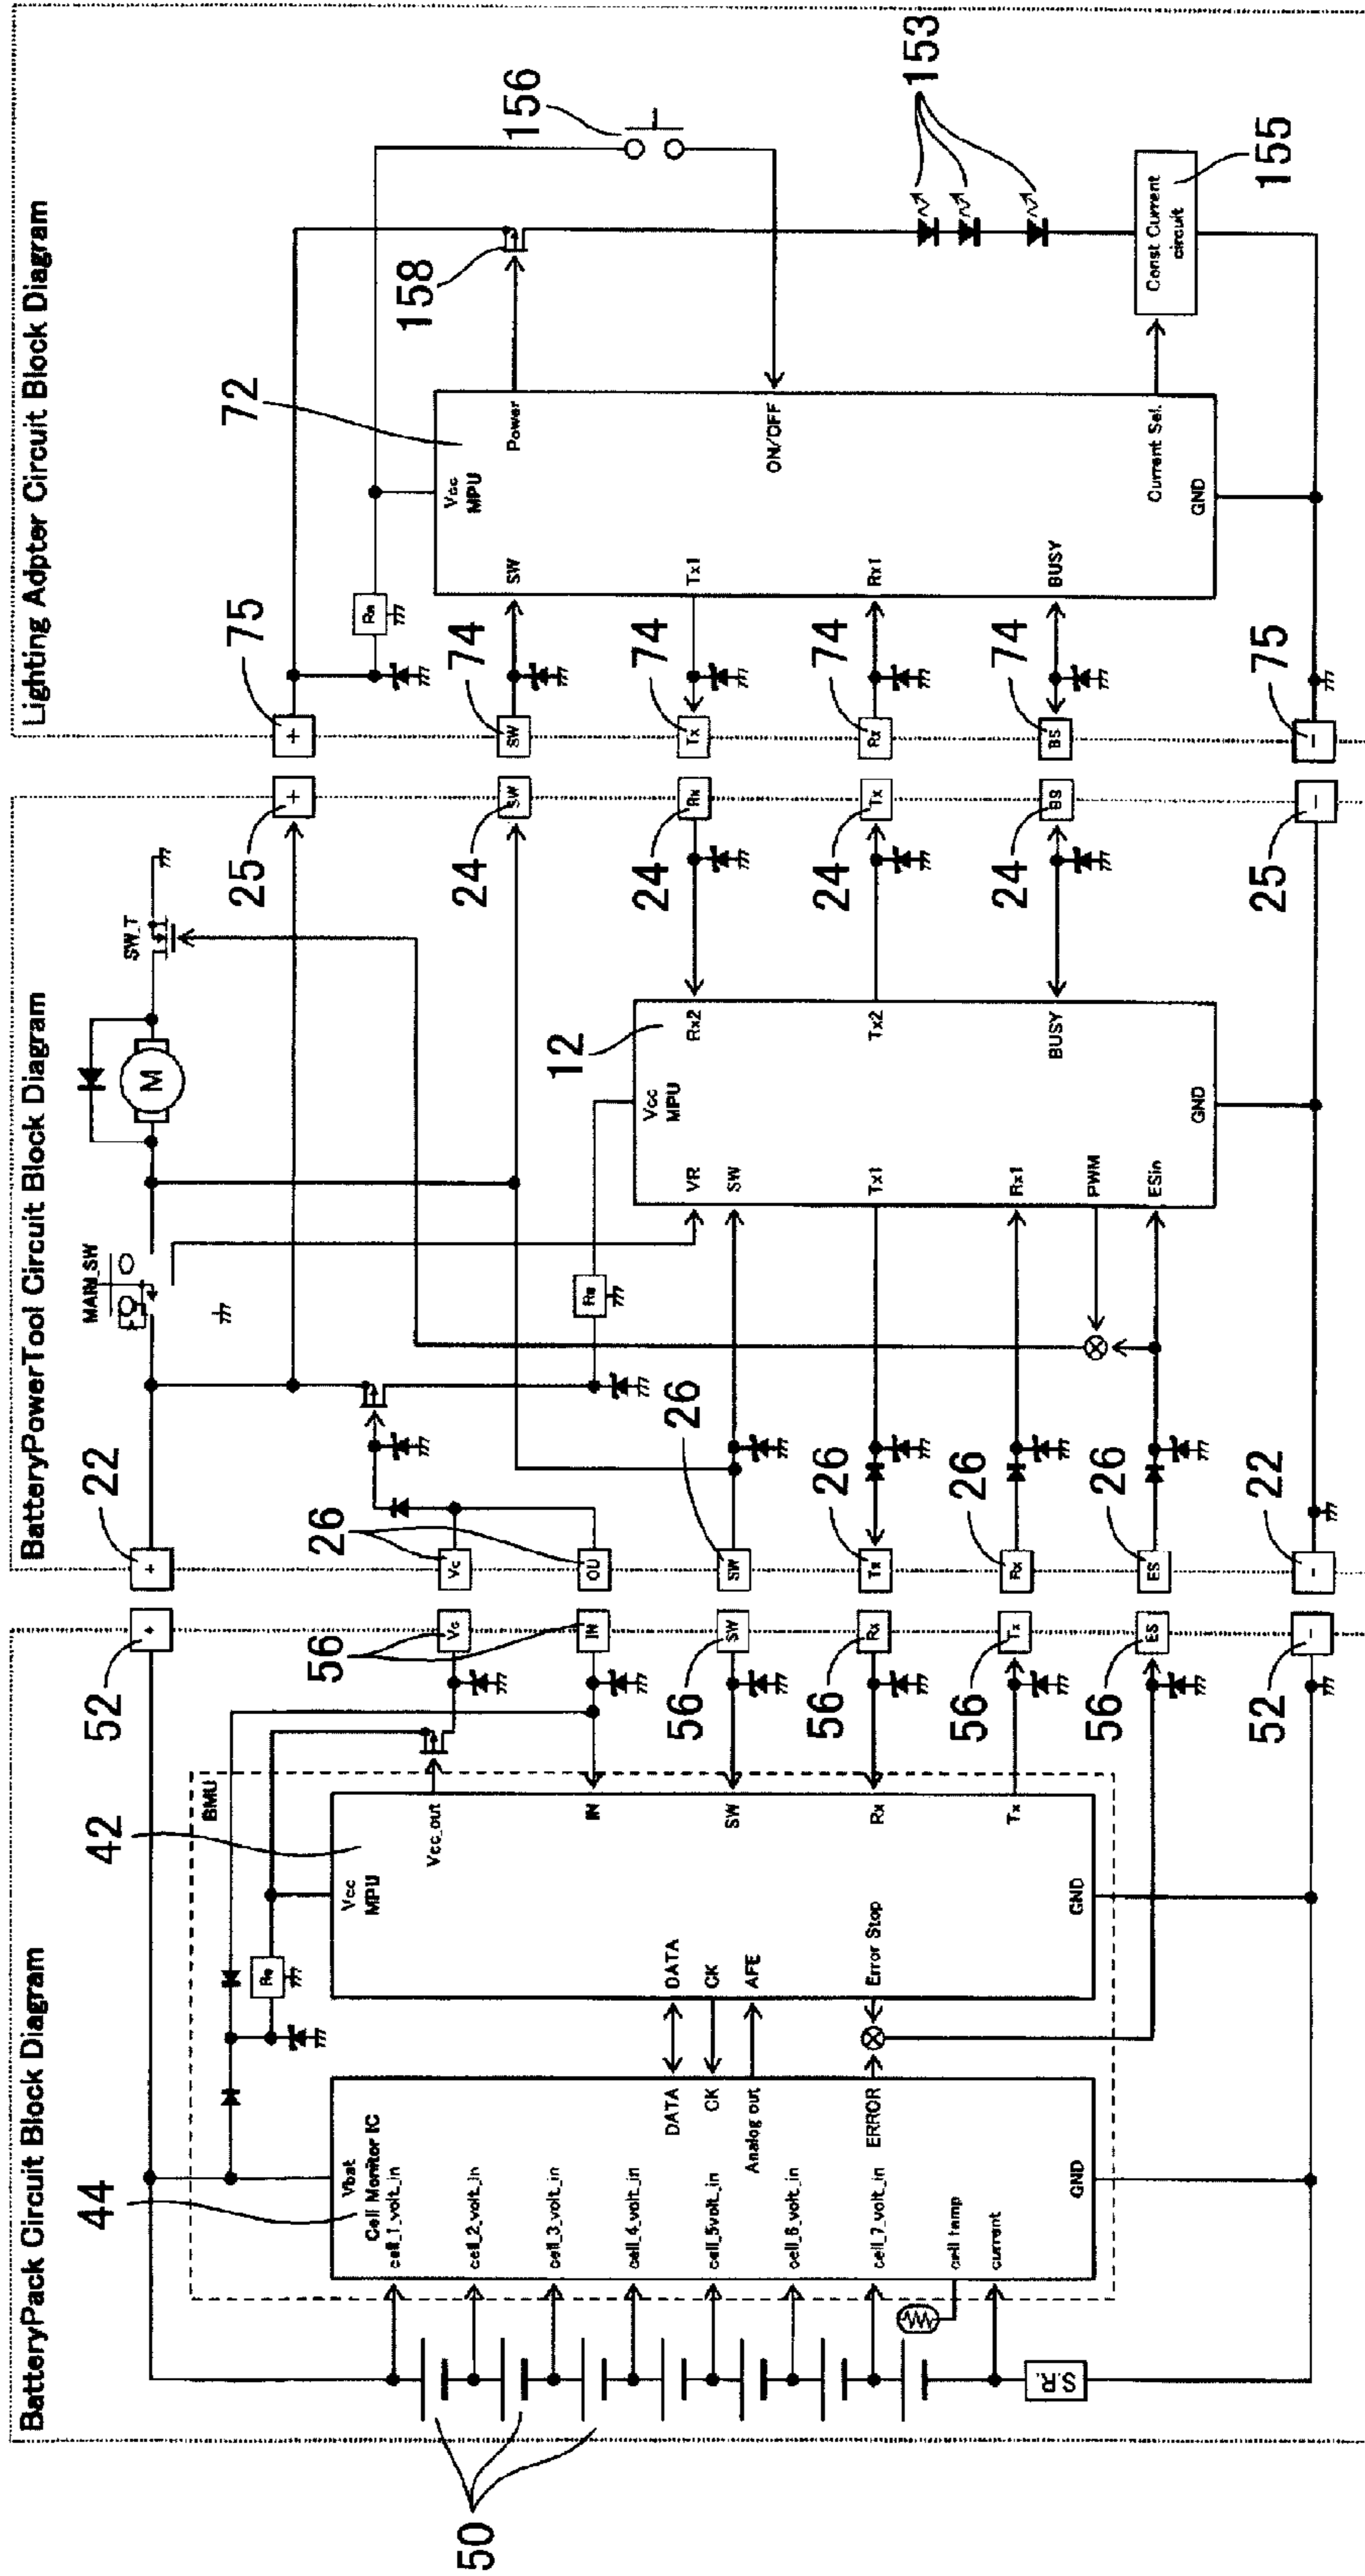 BatteryPack Circuit Block Diagram
50
44
Vbat
Cell Monitor IC
cell_1_volt_in
cell_2_volt_in
cell_3_volt_in
cell_4_volt_in
cell_5volt_in
cell_6_volt_in
cell_7_volt_in
cell temp
current
S.R.
DATA
CK
Analog out
ERROR
GND
BMU
42
Vcc
MPU
Vcc_out
IN
SW
Rx
Tx
DATA
CK
AFE
Error Stop
GND
52
+
56
Vc
IN
56
SW
56
Rx
56
Tx
56
ES
52
-
BatteryPowerTool Circuit Block Diagram
22
+
26
Vc
OU
26
SW
26
Tx
26
Rx
26
ES
22
-
MAIN_SW
M
SW_T
12
Vcc
MPU
VR
SW
Tx1
Rx1
PWM
ESin
Rx2
Tx2
BUSY
GND
25
+
24
SW
24
Rx
24
Tx
24
BS
25
-
Lighting Adpter Circuit Block Diagram
75
+
74
SW
74
Tx
74
Rx
74
BS
75
-
72
Vcc
MPU
SW
Tx1
Rx1
BUSY
Power
ON/OFF
Current Sel.
GND
158
156
153
Const Current
circuit
155